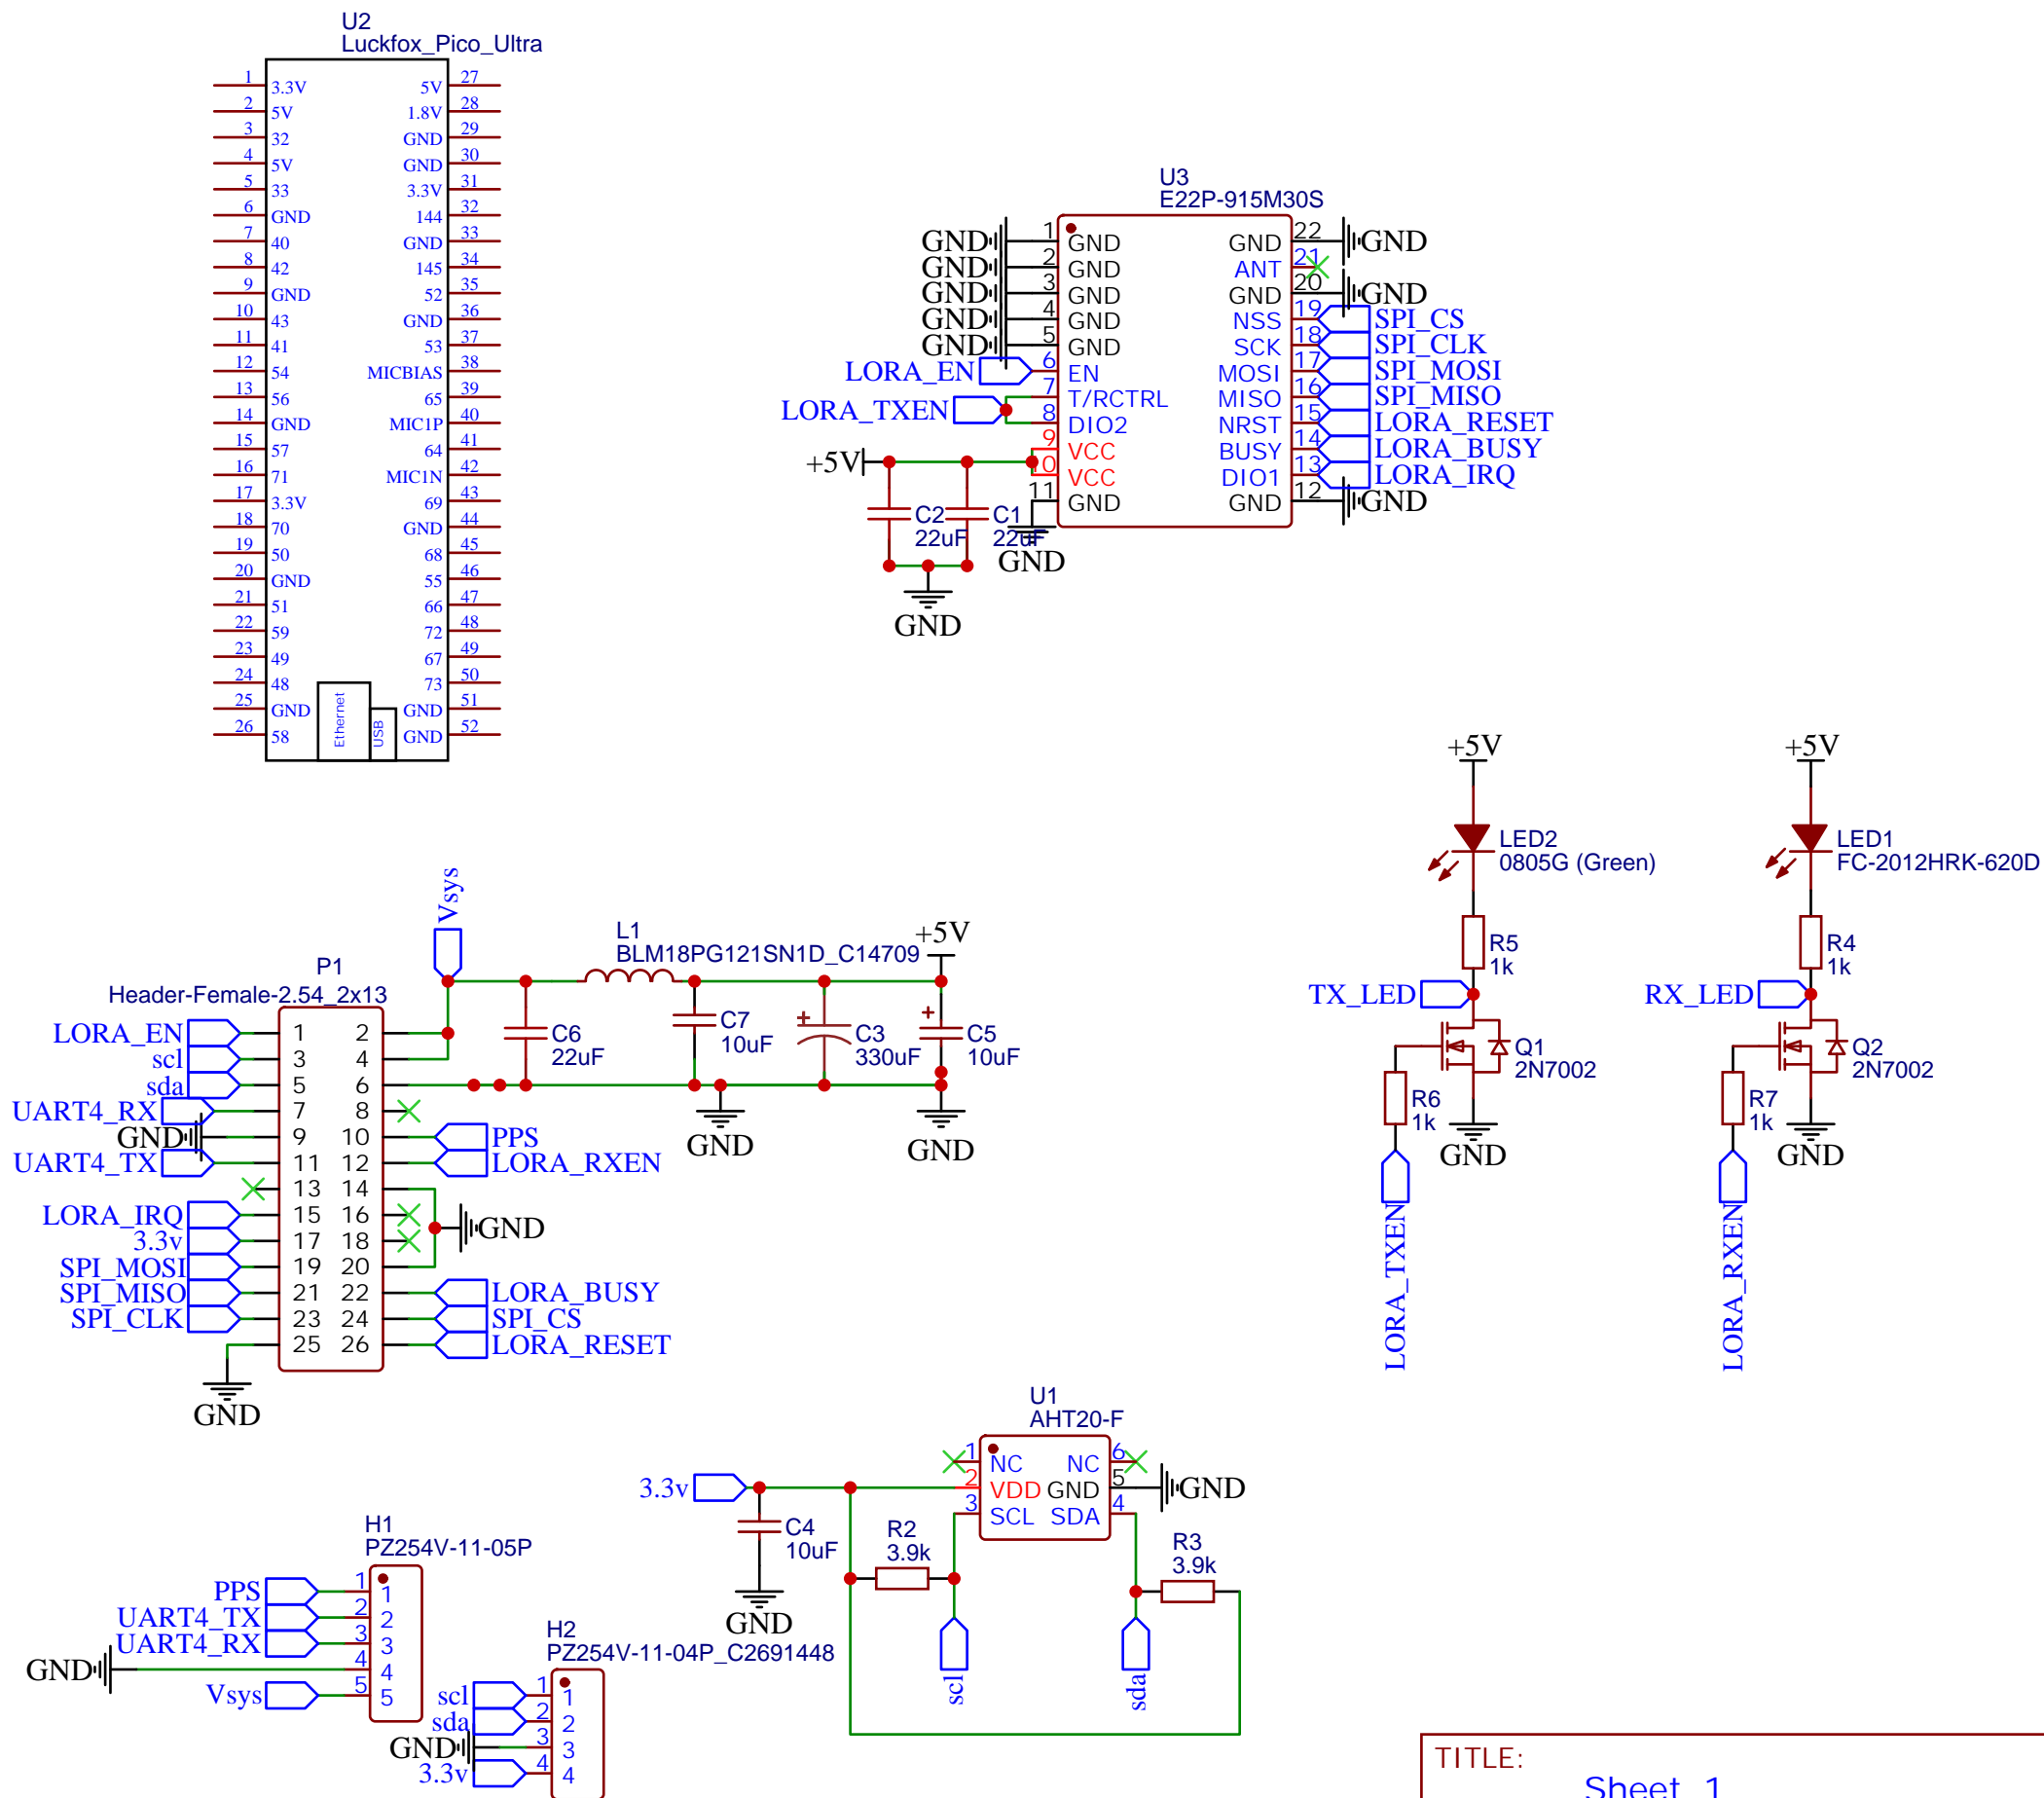 U2
Luckfox_Pico_Ultra
1 3.3V 5V 27
2 5V 1.8V 28
3 32 GND 29
4 5V GND 30
5 33 3.3V 31
6 GND 144 32
7 40 GND 33
8 42 145 34
9 GND 52 35
10 43 GND 36
11 41 53 37
12 54 MICBIAS 38
13 56 65 39
14 GND MIC1P 40
15 57 64 41
16 71 MIC1N 42
17 3.3V 69 43
18 70 GND 44
19 50 68 45
20 GND 55 46
21 51 66 47
22 59 72 48
23 49 67 49
24 48 73 50
25 GND GND 51
26 58 GND 52
Ethernet
USB
U3
E22P-915M30S
GND 1 GND GND 22 GND
GND 2 GND ANT 21
GND 3 GND GND 20 GND
GND 4 GND NSS 19 SPI_CS
GND 5 GND SCK 18 SPI_CLK
LORA_EN 6 EN MOSI 17 SPI_MOSI
7 T/RCTRL MISO 16 SPI_MISO
LORA_TXEN
8 DIO2 NRST 15 LORA_RESET
9 VCC BUSY 14 LORA_BUSY
+5V
10 VCC DIO1 13 LORA_IRQ
11 GND GND 12 GND
C2 C1
22uF 22uF
GND
GND
+5V
LED2
0805G (Green)
R5
1k
TX_LED
Q1
2N7002
R6
1k
GND
LORA_TXEN
+5V
LED1
FC-2012HRK-620D
R4
1k
RX_LED
Q2
2N7002
R7
1k
GND
LORA_RXEN
Vsys
L1
BLM18PG121SN1D_C14709
+5V
C6
22uF
C7
10uF
+ C3
330uF
+ C5
10uF
GND
GND
P1
Header-Female-2.54_2x13
LORA_EN 1 2
scl 3 4
sda 5 6
UART4_RX 7 8
GND 9 10 PPS
UART4_TX 11 12 LORA_RXEN
13 14
LORA_IRQ 15 16
GND
3.3v 17 18
SPI_MOSI 19 20
SPI_MISO 21 22 LORA_BUSY
SPI_CLK 23 24 SPI_CS
25 26 LORA_RESET
GND
U1
AHT20-F
1 NC NC 6
3.3v 2 VDD GND 5 GND
3 SCL SDA 4
C4
10uF
GND
R2
3.9k
R3
3.9k
scl
sda
H1
PZ254V-11-05P
PPS 1 1
UART4_TX 2 2
UART4_RX 3 3
GND 4 4
Vsys 5 5
H2
PZ254V-11-04P_C2691448
scl 1 1
sda 2 2
GND 3 3
3.3v 4 4
TITLE:
Sheet_1